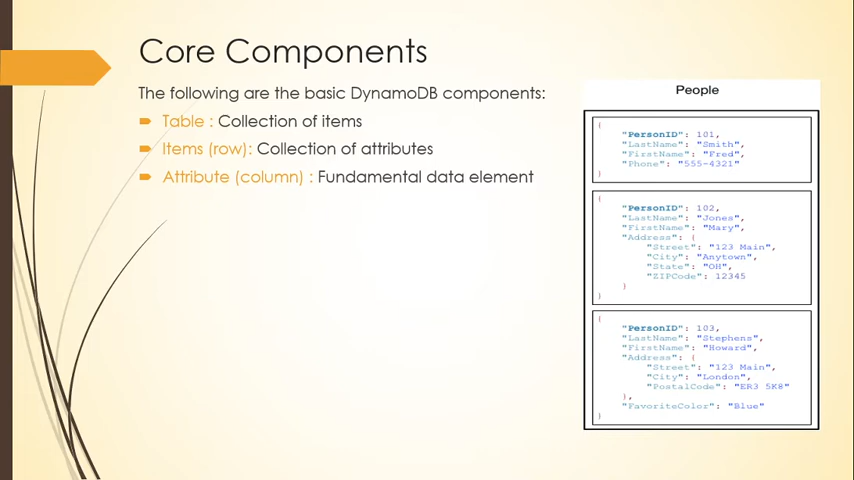 Core Components
The following are the basic DynamoDB components:
Table : Collection of items
Items (row): Collection of attributes
Attribute (column) : Fundamental data element
People
{
"PersonID": 101,
"LastName": "Smith",
"FirstName": "Fred",
"Phone": "555-4321"
}
{
"PersonID": 102,
"LastName": "Jones",
"FirstName": "Mary",
"Address": {
"Street": "123 Main",
"City": "Anytown",
"State": "OH",
"ZIPCode": 12345
}
}
{
"PersonID": 103,
"LastName": "Stephens",
"FirstName": "Howard",
"Address": {
"Street": "123 Main",
"City": "London",
"PostalCode": "ER3 5K8"
},
"FavoriteColor": "Blue"
}